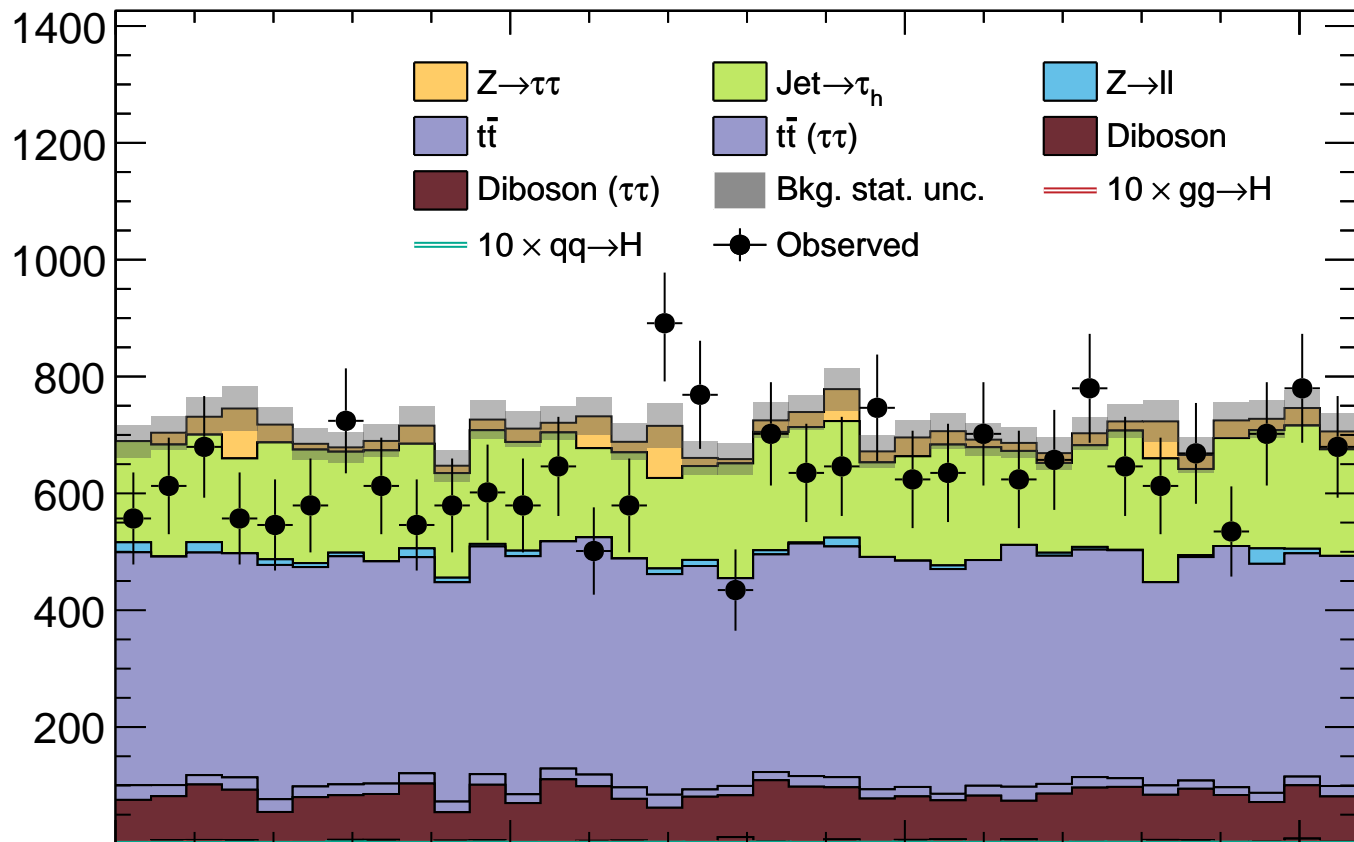 1400
Z→ττ Jet→τₕ Z→ll
1200
tt̄ tt̄ (ττ) Diboson
Diboson (ττ) Bkg. stat. unc. 10 × gg→H
1000
10 × qq→H Observed
800
600
400
200